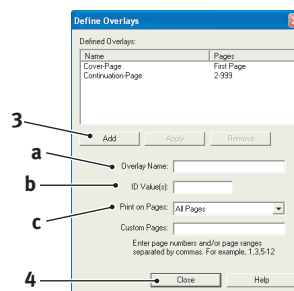 Define Overlays
Defined Overlays:
Name Pages
Cover-Page First Page
Continuation-Page 2-999
3
Add Apply Remove
a Overlay Name:
b ID Value(s):
c Print on Pages: All Pages
Custom Pages:
Enter page numbers and/or page ranges
separated by commas. For example, 1,3,5-12
4 Close Help